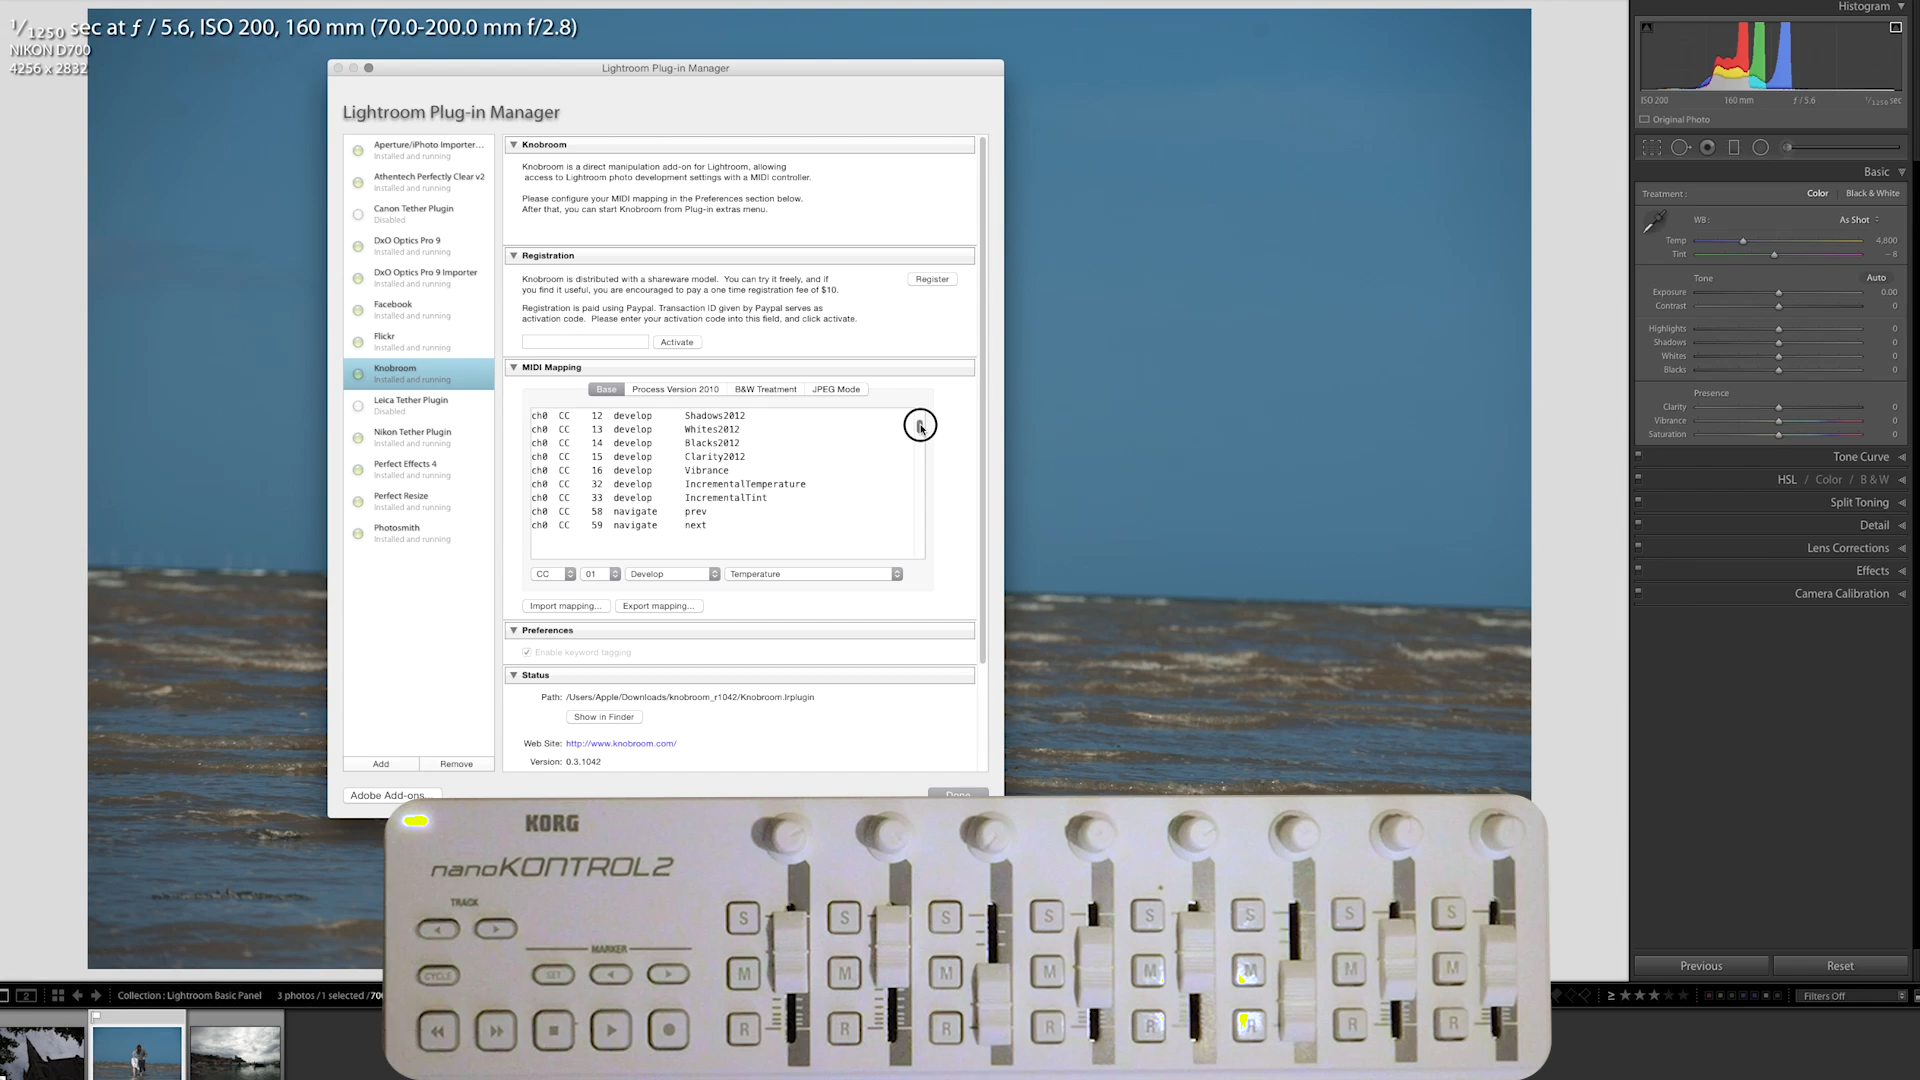 1/1250 sec at ƒ / 5.6, ISO 200, 160 mm (70.0-200.0 mm f/2.8)
NIKON D700
4256 x 2832
Lightroom Plug-in Manager
Lightroom Plug-in Manager
Aperture/iPhoto Importer...
Installed and running
Athentech Perfectly Clear v2
Installed and running
Canon Tether Plugin
Disabled
DxO Optics Pro 9
Installed and running
DxO Optics Pro 9 Importer
Installed and running
Facebook
Installed and running
Flickr
Installed and running
Knobroom
Installed and running
Leica Tether Plugin
Disabled
Nikon Tether Plugin
Installed and running
Perfect Effects 4
Installed and running
Perfect Resize
Installed and running
Photosmith
Installed and running
Add Remove
Adobe Add-ons...
Knobroom
Knobroom is a direct manipulation add-on for Lightroom, allowing
access to Lightroom photo development settings with a MIDI controller.
Please configure your MIDI mapping in the Preferences section below.
After that, you can start Knobroom from Plug-in extras menu.
Registration
Knobroom is distributed with a shareware model. You can try it freely, and if
you find it useful, you are encouraged to pay a one time registration fee of $10.
Register
Registration is paid using Paypal. Transaction ID given by Paypal serves as
activation code. Please enter your activation code into this field, and click activate.
Activate
MIDI Mapping
Base Process Version 2010 B&W Treatment JPEG Mode
ch0 CC 12 develop Shadows2012
ch0 CC 13 develop Whites2012
ch0 CC 14 develop Blacks2012
ch0 CC 15 develop Clarity2012
ch0 CC 16 develop Vibrance
ch0 CC 32 develop IncrementalTemperature
ch0 CC 33 develop IncrementalTint
ch0 CC 58 navigate prev
ch0 CC 59 navigate next
CC 01 Develop Temperature
Import mapping... Export mapping...
Preferences
Enable keyword tagging
Status
Path: /Users/Apple/Downloads/knobroom_r1042/Knobroom.lrplugin
Show in Finder
Web Site: http://www.knobroom.com/
Version: 0.3.1042
Done
Histogram
ISO 200 160 mm ƒ / 5.6 1/1250 sec
Original Photo
Basic
Treatment : Color Black & White
WB : As Shot
Temp 4,800
Tint – 8
Tone Auto
Exposure 0.00
Contrast 0
Highlights 0
Shadows 0
Whites 0
Blacks 0
Presence
Clarity 0
Vibrance 0
Saturation 0
Tone Curve
HSL / Color / B & W
Split Toning
Detail
Lens Corrections
Effects
Camera Calibration
Previous Reset
2 Collection : Lightroom Basic Panel 3 photos / 1 selected / 700
≥ ★★★★★ Filters Off
KORG
nanoKONTROL2
TRACK
MARKER
CYCLE SET
S S S S S S S S
M M M M M M M M
R R R R R R R R